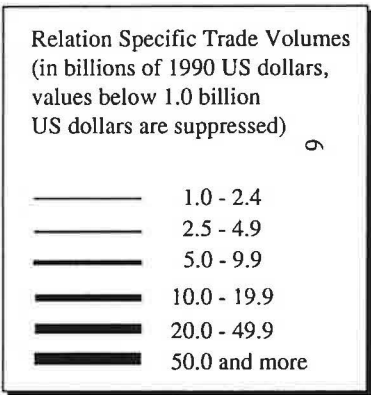 Relation Specific Trade Volumes
(in billions of 1990 US dollars,
values below 1.0 billion
US dollars are suppressed)
1.0 - 2.4
2.5 - 4.9
5.0 - 9.9
10.0 - 19.9
20.0 - 49.9
50.0 and more